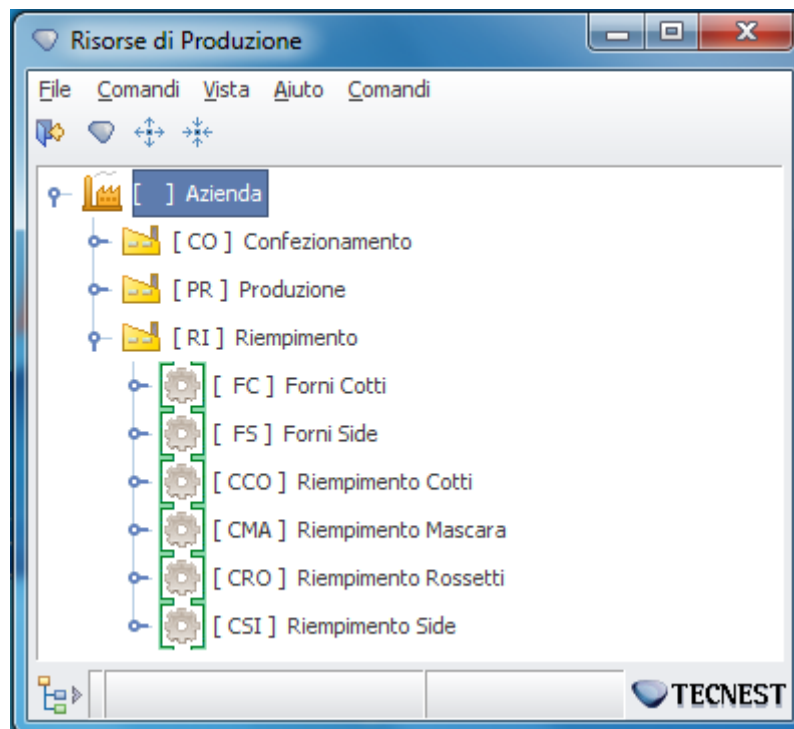 Risorse di Produzione
File Comandi Vista Aiuto Comandi
[ ] Azienda
[ CO ] Confezionamento
[ PR ] Produzione
[ RI ] Riempimento
[ FC ] Forni Cotti
[ FS ] Forni Side
[ CCO ] Riempimento Cotti
[ CMA ] Riempimento Mascara
[ CRO ] Riempimento Rossetti
[ CSI ] Riempimento Side
TECNEST